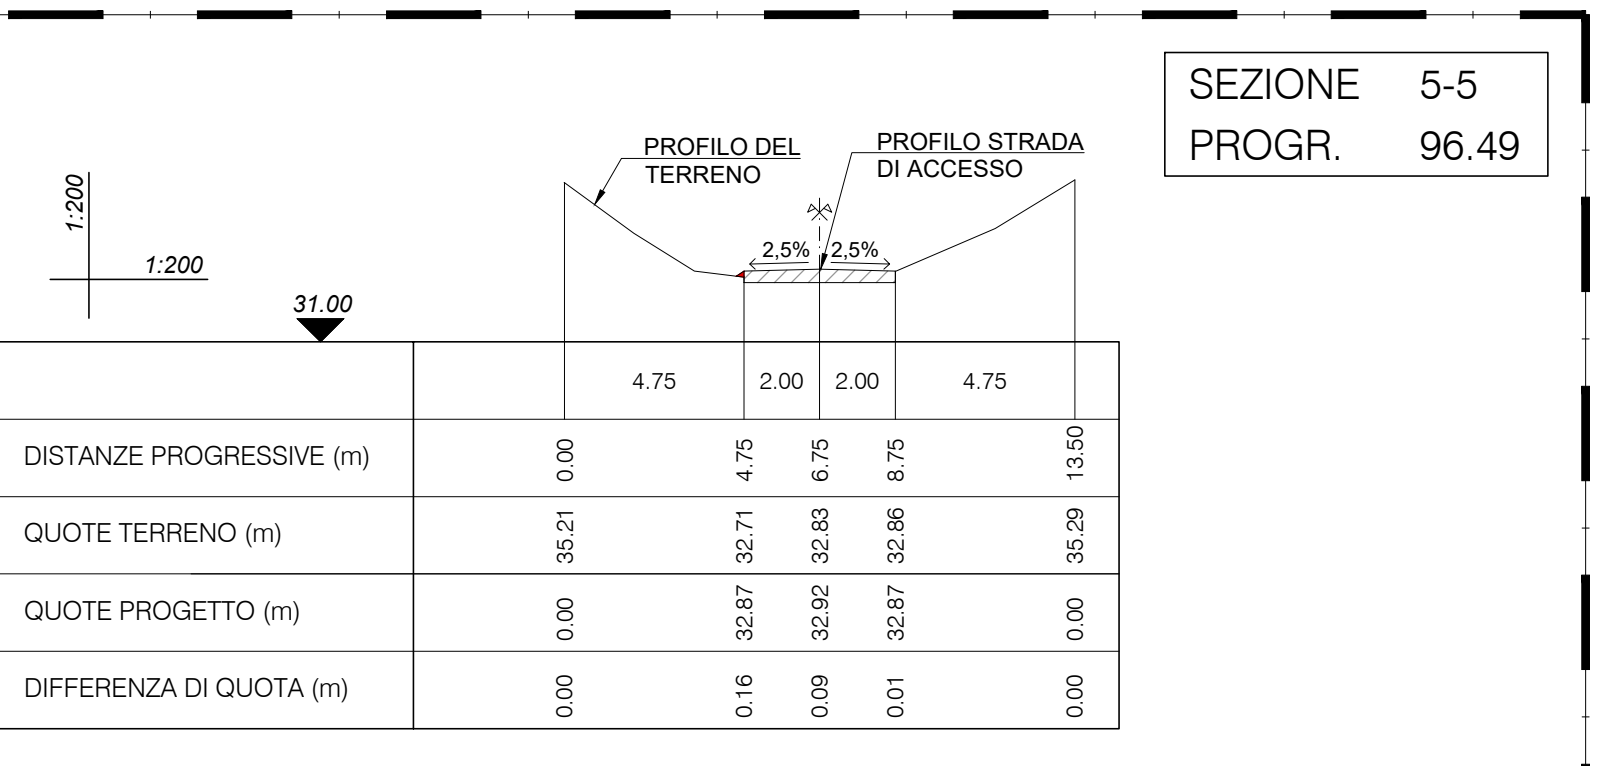 SEZIONE 5-5
PROGR. 96.49
PROFILO DEL
TERRENO
PROFILO STRADA
DI ACCESSO
1:200
1:200
2,5% 2,5%
31.00
4.75 2.00 2.00 4.75
DISTANZE PROGRESSIVE (m) 0.00 4.75 6.75 8.75 13.50
QUOTE TERRENO (m) 35.21 32.71 32.83 32.86 35.29
QUOTE PROGETTO (m) 0.00 32.87 32.92 32.87 0.00
DIFFERENZA DI QUOTA (m) 0.00 0.16 0.09 0.01 0.00